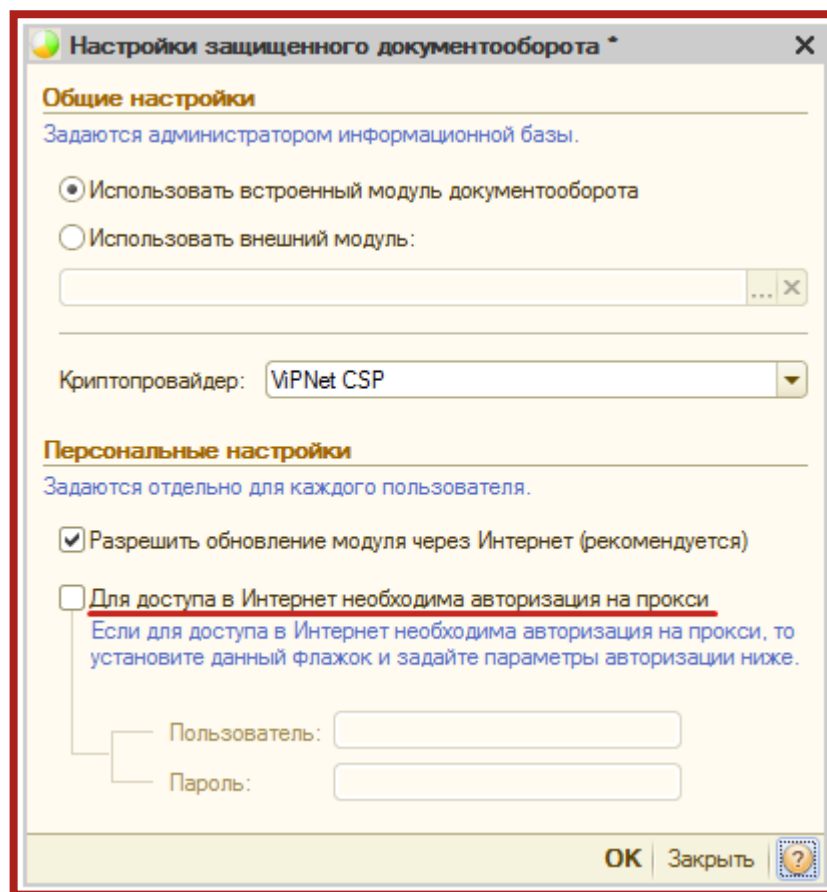 Настройки защищенного документооборота *
Общие настройки
Задаются администратором информационной базы.
Использовать встроенный модуль документооборота
Использовать внешний модуль:
...
Криптопровайдер: ViPNet CSP
Персональные настройки
Задаются отдельно для каждого пользователя.
Разрешить обновление модуля через Интернет (рекомендуется)
Для доступа в Интернет необходима авторизация на прокси
Если для доступа в Интернет необходима авторизация на прокси, то
установите данный флажок и задайте параметры авторизации ниже.
Пользователь:
Пароль:
OK Закрыть ?